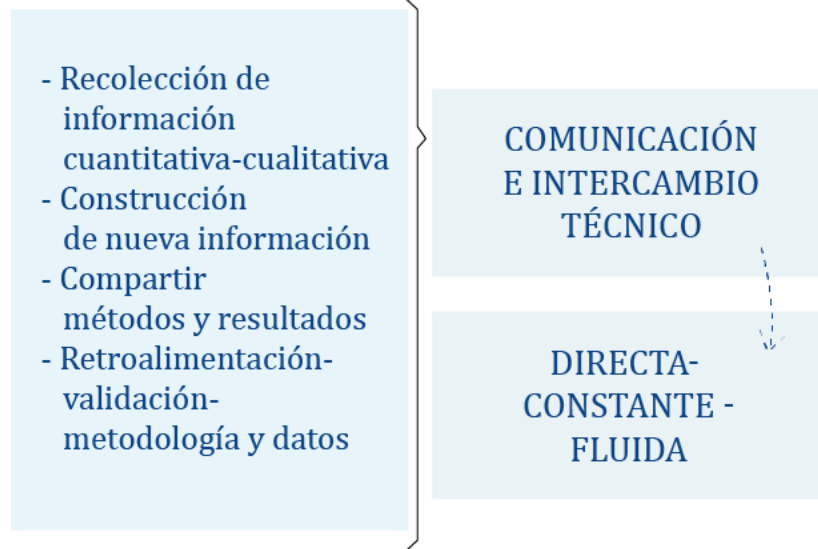 - Recolección de
información
cuantitativa-cualitativa
- Construcción
de nueva información
- Compartir
métodos y resultados
- Retroalimentación-
validación-
metodología y datos
COMUNICACIÓN
E INTERCAMBIO
TÉCNICO
DIRECTA-
CONSTANTE -
FLUIDA